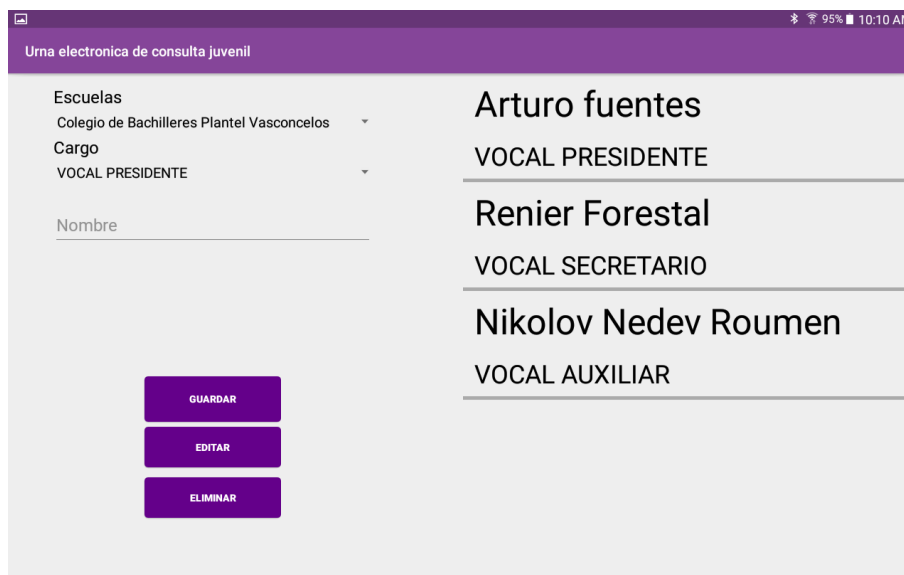 95% 10:10 AM
Urna electronica de consulta juvenil
Escuelas
Colegio de Bachilleres Plantel Vasconcelos
Cargo
VOCAL PRESIDENTE
Nombre
GUARDAR
EDITAR
ELIMINAR
Arturo fuentes
VOCAL PRESIDENTE
Renier Forestal
VOCAL SECRETARIO
Nikolov Nedev Roumen
VOCAL AUXILIAR